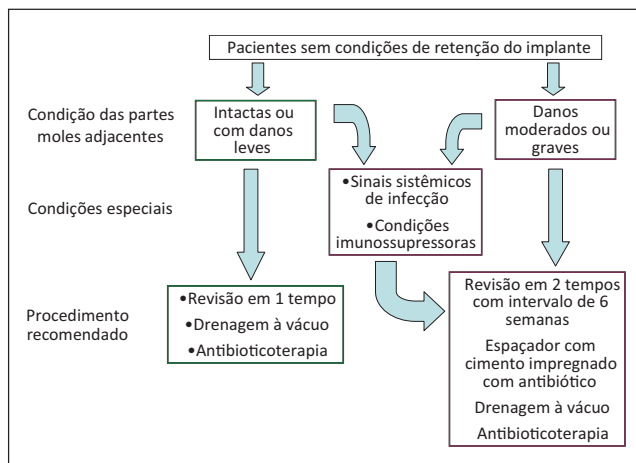 Pacientes sem condições de retenção do implante
Condição das partes
moles adjacentes
Intactas ou
com danos
leves
Danos
moderados ou
graves
Condições especiais
•Sinais sistêmicos
de infecção
•Condições
imunossupressoras
Procedimento
recomendado
•Revisão em 1 tempo
•Drenagem à vácuo
•Antibioticoterapia
Revisão em 2 tempos
com intervalo de 6
semanas
Espaçador com
cimento impregnado
com antibiótico
Drenagem à vácuo
Antibioticoterapia